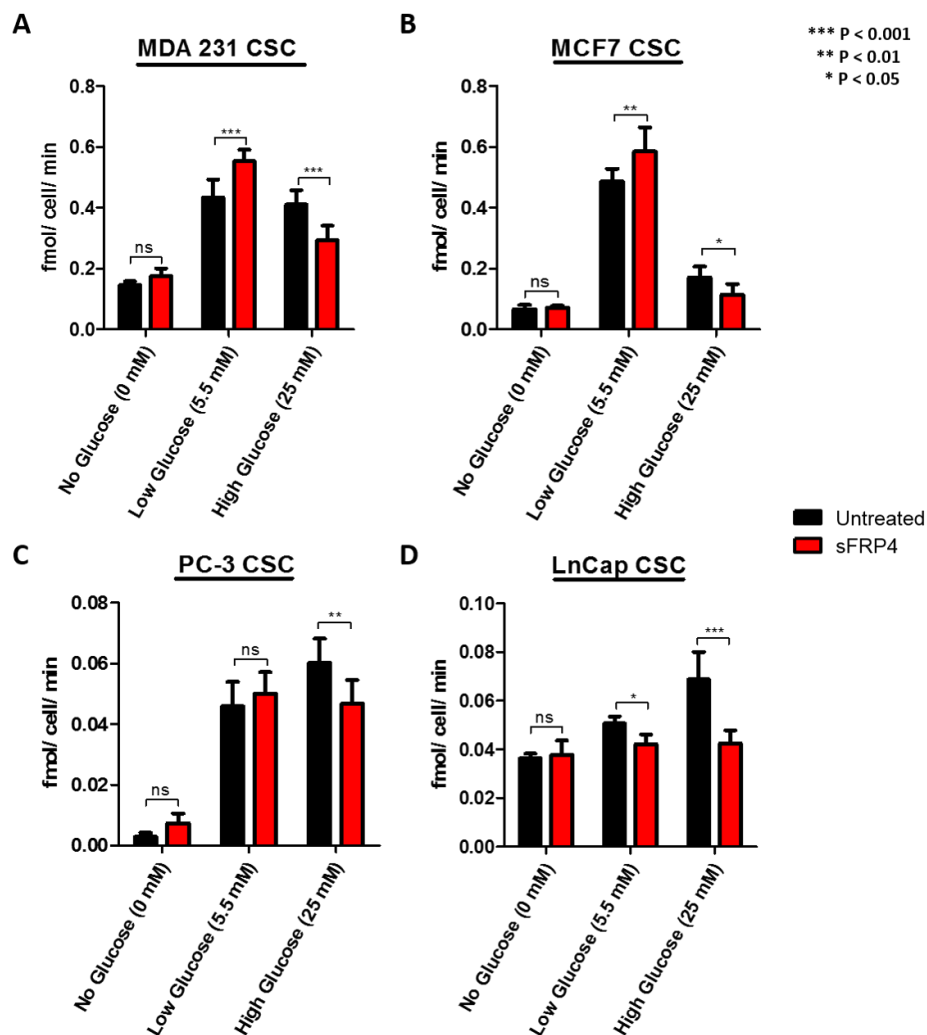 A
MDA 231 CSC
fmol/ cell/ min
0.8
0.6
0.4
0.2
0.0
ns
***
***
No Glucose (0 mM)
Low Glucose (5.5 mM)
High Glucose (25 mM)
B
MCF7 CSC
fmol/ cell/ min
0.8
0.6
0.4
0.2
0.0
ns
**
*
No Glucose (0 mM)
Low Glucose (5.5 mM)
High Glucose (25 mM)
*** P < 0.001
** P < 0.01
* P < 0.05
Untreated
sFRP4
C
PC-3 CSC
fmol/ cell/ min
0.08
0.06
0.04
0.02
0.00
ns
ns
**
No Glucose (0 mM)
Low Glucose (5.5 mM)
High Glucose (25 mM)
D
LnCap CSC
fmol/ cell/ min
0.10
0.08
0.06
0.04
0.02
0.00
ns
*
***
No Glucose (0 mM)
Low Glucose (5.5 mM)
High Glucose (25 mM)